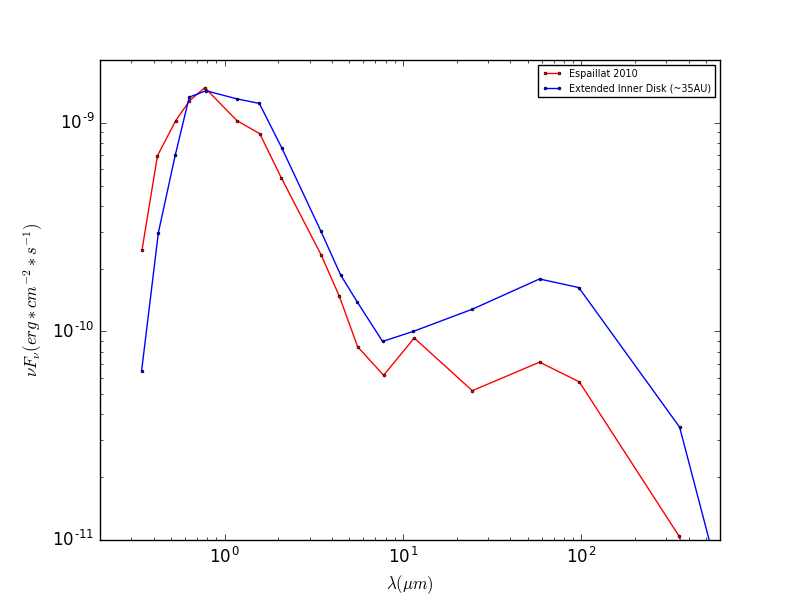 Espaillat 2010
Extended Inner Disk (~35AU)
10^-9
10^-10
10^-11
νF_ν(erg∗cm^−2∗s^−1)
10^0 10^1 10^2
λ(μm)